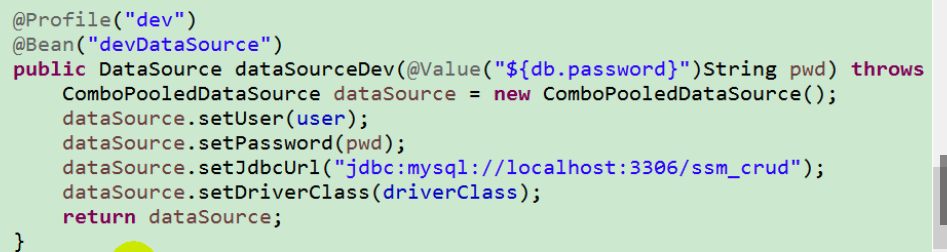 @Profile("dev")
@Bean("devDataSource")
public DataSource dataSourceDev(@Value("${db.password}")String pwd) throws
ComboPooledDataSource dataSource = new ComboPooledDataSource();
dataSource.setUser(user);
dataSource.setPassword(pwd);
dataSource.setJdbcUrl("jdbc:mysql://localhost:3306/ssm_crud");
dataSource.setDriverClass(driverClass);
return dataSource;
}